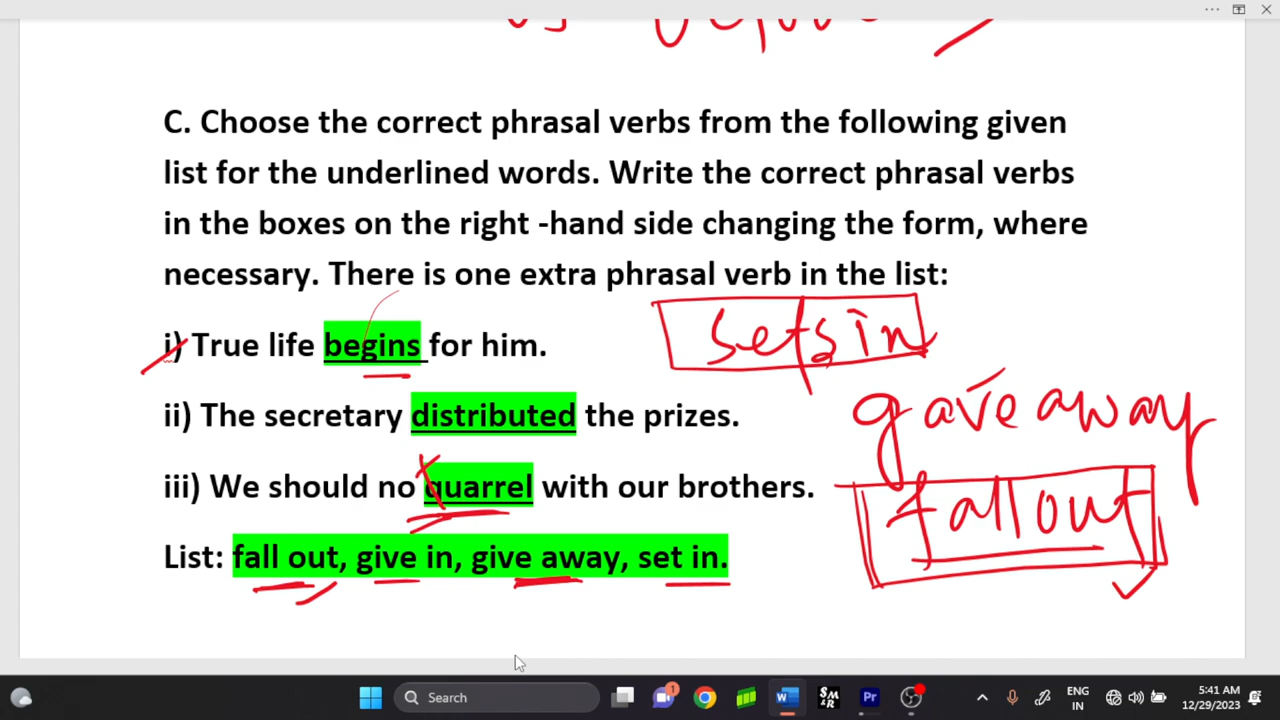 C. Choose the correct phrasal verbs from the following given
list for the underlined words. Write the correct phrasal verbs
in the boxes on the right -hand side changing the form, where
necessary. There is one extra phrasal verb in the list:
i) True life begins for him.
sets in
ii) The secretary distributed the prizes.
gave away
iii) We should no quarrel with our brothers.
fall out
List: fall out, give in, give away, set in.
Search
1
ENG
IN
5:41 AM
12/29/2023